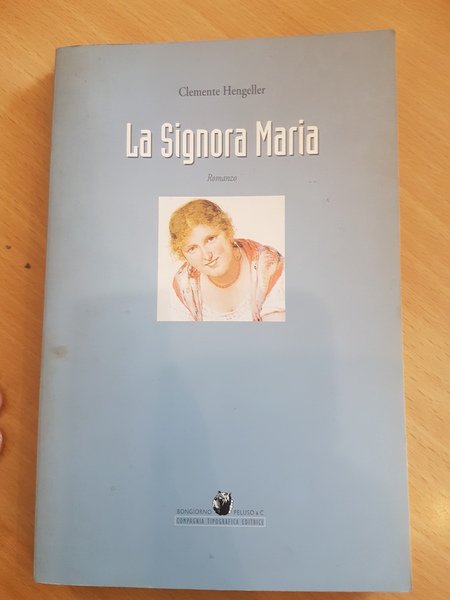 Clemente Hengeller
La Signora Maria
Romanzo
BONGIORNO PELUSO & C.
COMPAGNIA TIPOGRAFICA EDITRICE